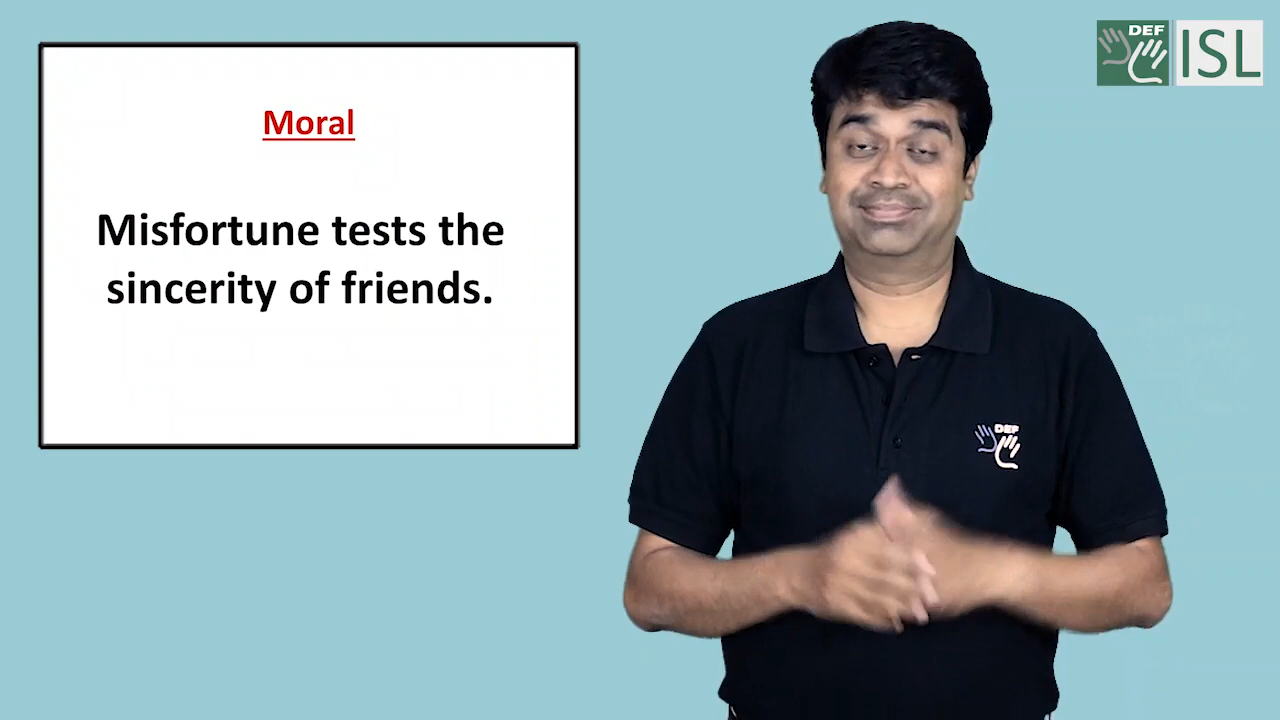 Moral
Misfortune tests the
sincerity of friends.
DEF
ISL
DEF